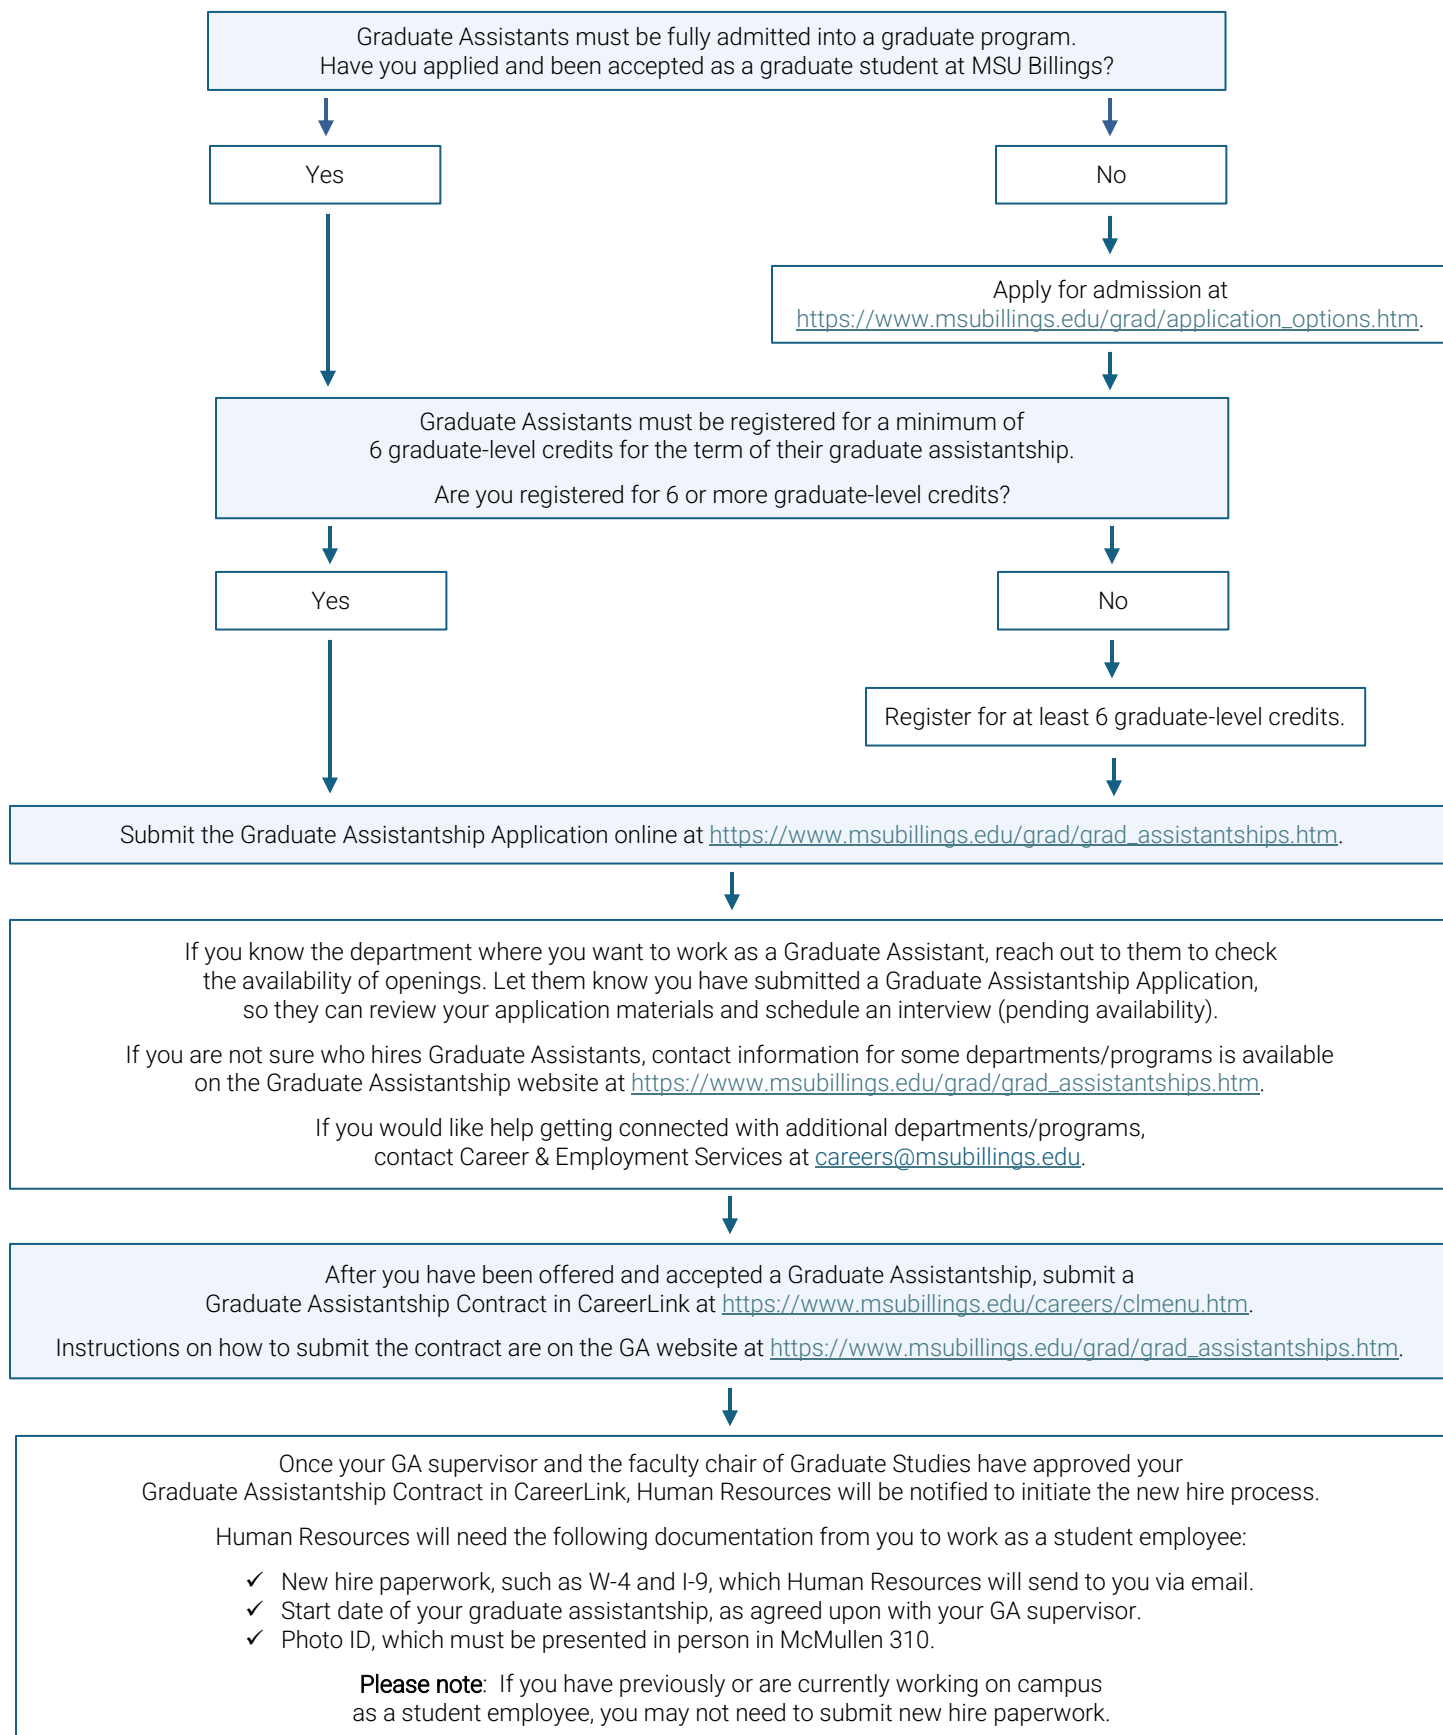 Graduate Assistants must be fully admitted into a graduate program.
Have you applied and been accepted as a graduate student at MSU Billings?
Yes
No
Apply for admission at
https://www.msubillings.edu/grad/application_options.htm.
Graduate Assistants must be registered for a minimum of
6 graduate-level credits for the term of their graduate assistantship.
Are you registered for 6 or more graduate-level credits?
Yes
No
Register for at least 6 graduate-level credits.
Submit the Graduate Assistantship Application online at https://www.msubillings.edu/grad/grad_assistantships.htm.
If you know the department where you want to work as a Graduate Assistant, reach out to them to check
the availability of openings. Let them know you have submitted a Graduate Assistantship Application,
so they can review your application materials and schedule an interview (pending availability).
If you are not sure who hires Graduate Assistants, contact information for some departments/programs is available
on the Graduate Assistantship website at https://www.msubillings.edu/grad/grad_assistantships.htm.
If you would like help getting connected with additional departments/programs,
contact Career & Employment Services at careers@msubillings.edu.
After you have been offered and accepted a Graduate Assistantship, submit a
Graduate Assistantship Contract in CareerLink at https://www.msubillings.edu/careers/clmenu.htm.
Instructions on how to submit the contract are on the GA website at https://www.msubillings.edu/grad/grad_assistantships.htm.
Once your GA supervisor and the faculty chair of Graduate Studies have approved your
Graduate Assistantship Contract in CareerLink, Human Resources will be notified to initiate the new hire process.
Human Resources will need the following documentation from you to work as a student employee:
✓ New hire paperwork, such as W-4 and I-9, which Human Resources will send to you via email.
✓ Start date of your graduate assistantship, as agreed upon with your GA supervisor.
✓ Photo ID, which must be presented in person in McMullen 310.
Please note: If you have previously or are currently working on campus
as a student employee, you may not need to submit new hire paperwork.